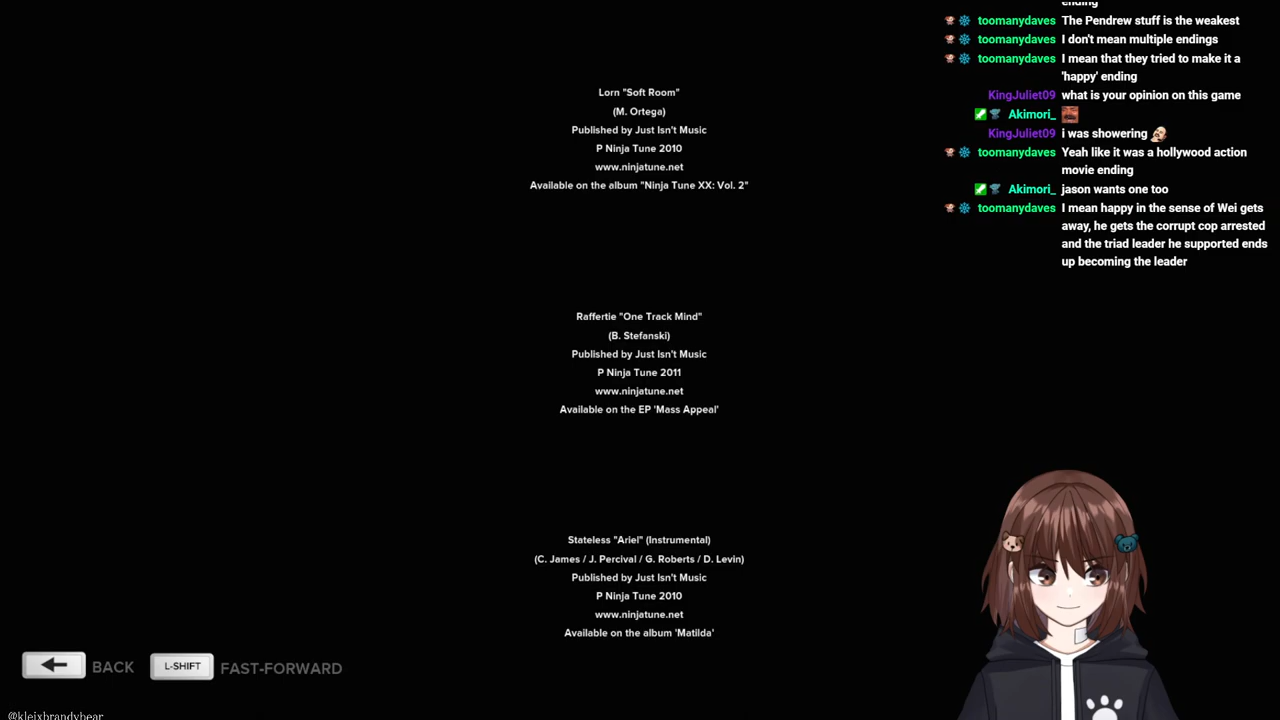 Lorn "Soft Room"
(M. Ortega)
Published by Just Isn't Music
P Ninja Tune 2010
www.ninjatune.net
Available on the album "Ninja Tune XX: Vol. 2"
Raffertie "One Track Mind"
(B. Stefanski)
Published by Just Isn't Music
P Ninja Tune 2011
www.ninjatune.net
Available on the EP 'Mass Appeal'
Stateless "Ariel" (Instrumental)
(C. James / J. Percival / G. Roberts / D. Levin)
Published by Just Isn't Music
P Ninja Tune 2010
www.ninjatune.net
Available on the album 'Matilda'
BACK L-SHIFT FAST-FORWARD
@kleixbrandybear
ending
toomanydaves The Pendrew stuff is the weakest
toomanydaves I don't mean multiple endings
toomanydaves I mean that they tried to make it a
'happy' ending
KingJuliet09 what is your opinion on this game
Akimori_
KingJuliet09 i was showering
toomanydaves Yeah like it was a hollywood action
movie ending
Akimori_ jason wants one too
toomanydaves I mean happy in the sense of Wei gets
away, he gets the corrupt cop arrested
and the triad leader he supported ends
up becoming the leader